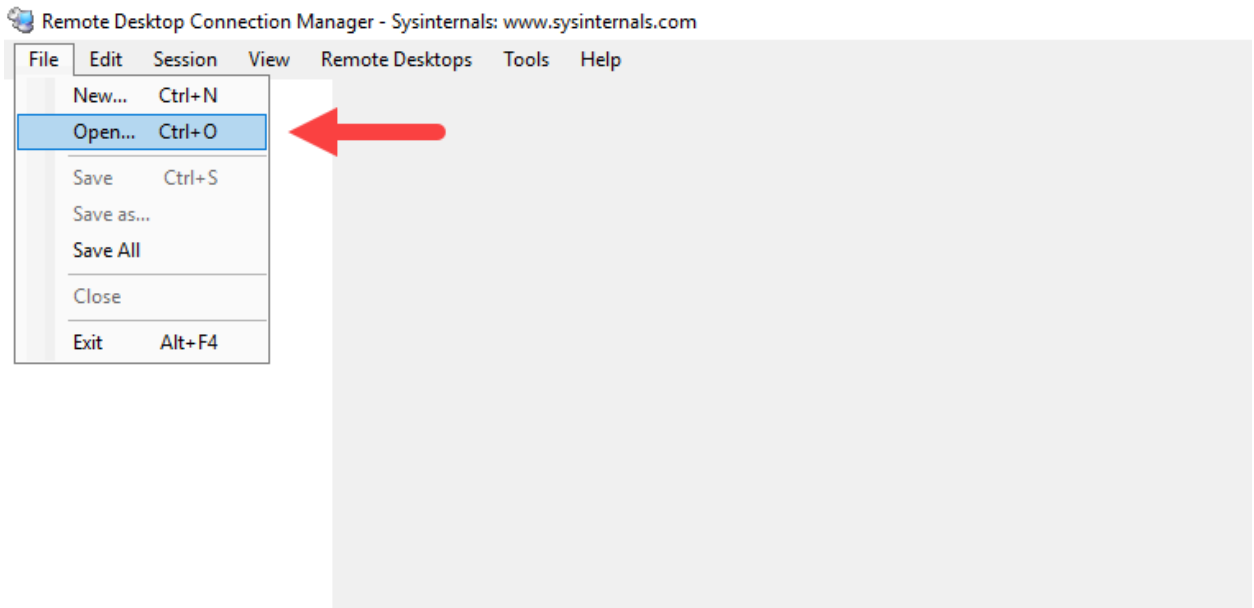 Remote Desktop Connection Manager - Sysinternals: www.sysinternals.com
File Edit Session View Remote Desktops Tools Help
New... Ctrl+N
Open... Ctrl+O
Save Ctrl+S
Save as...
Save All
Close
Exit Alt+F4